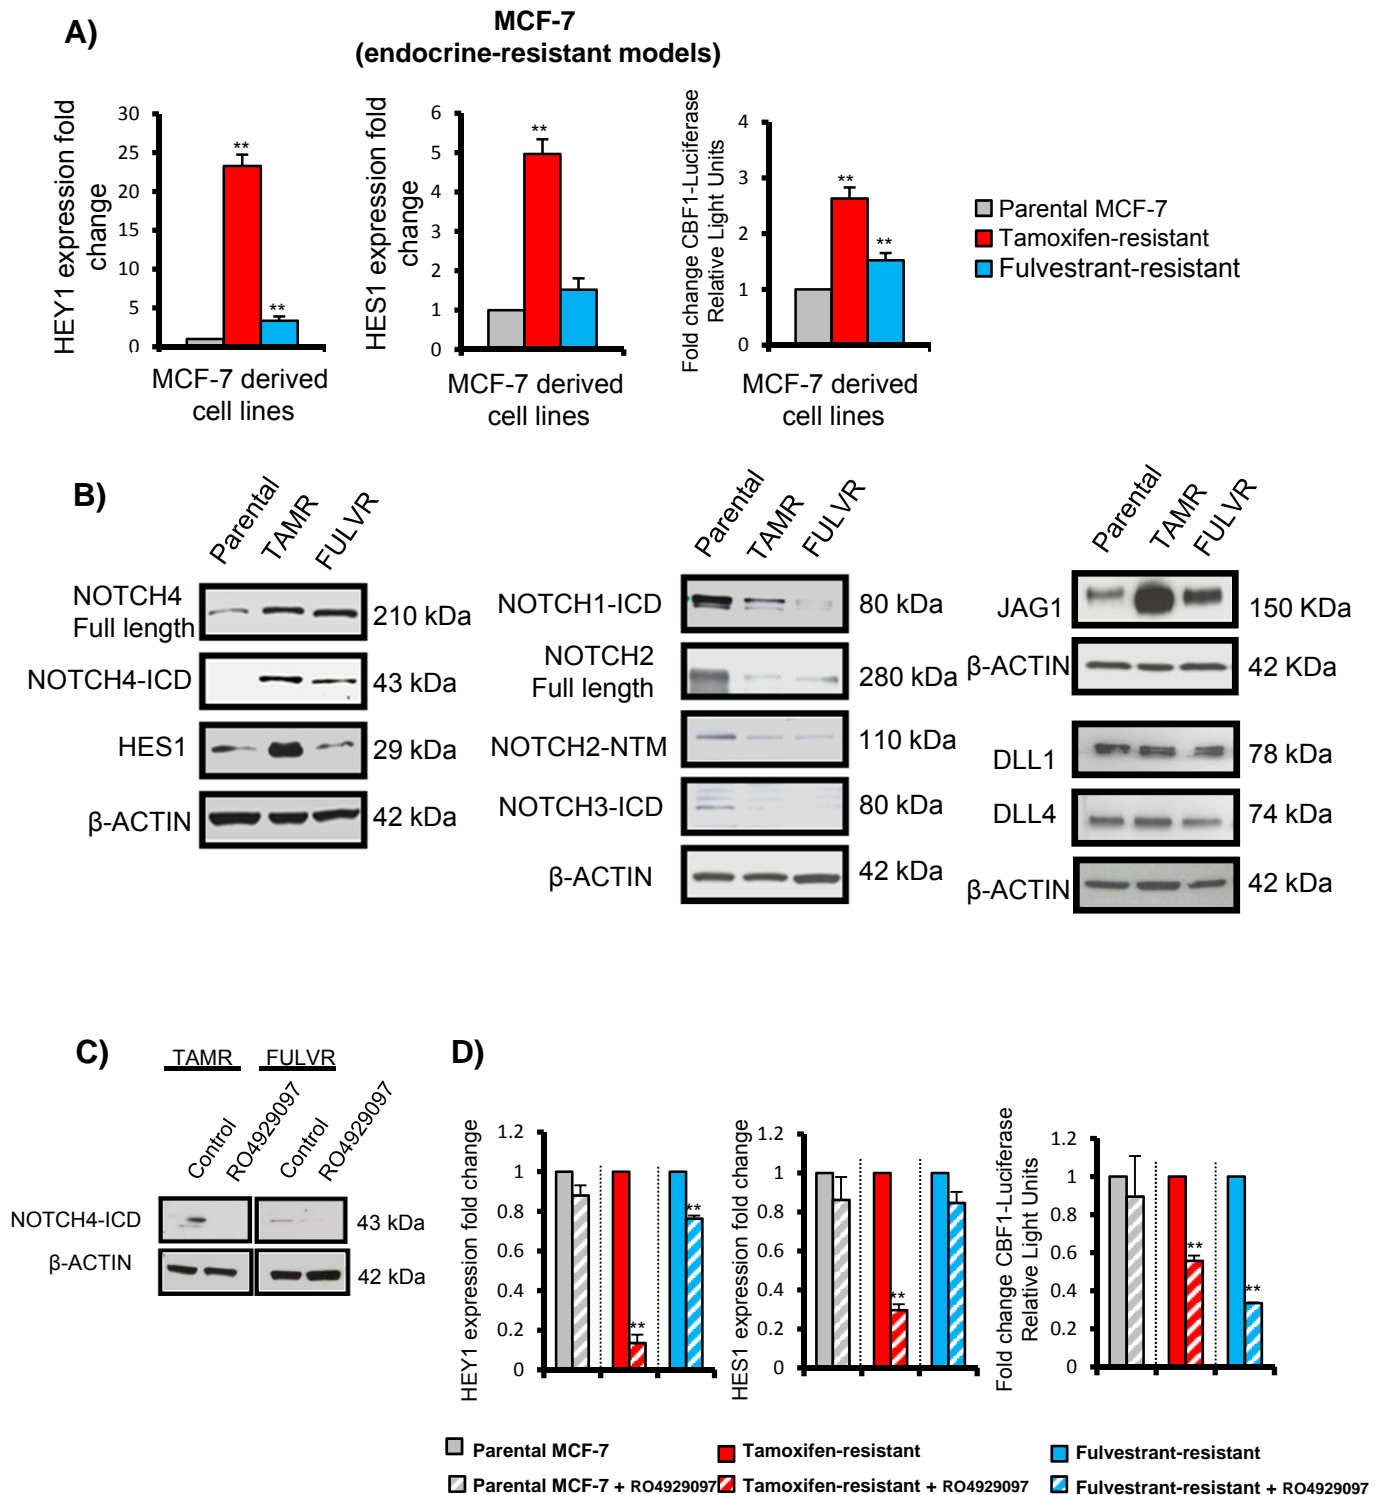 A)
MCF-7
(endocrine-resistant models)
HEY1 expression fold
change
30
25
20
15
10
5
0
**
**
MCF-7 derived
cell lines
HES1 expression fold
change
6
5
4
3
2
1
0
**
MCF-7 derived
cell lines
Fold change CBF1-Luciferase
Relative Light Units
4
3
2
1
0
**
**
MCF-7 derived
cell lines
Parental MCF-7
Tamoxifen-resistant
Fulvestrant-resistant
B)
Parental
TAMR
FULVR
NOTCH4
Full length
210 kDa
NOTCH4-ICD
43 kDa
HES1
29 kDa
β-ACTIN
42 kDa
Parental
TAMR
FULVR
NOTCH1-ICD
80 kDa
NOTCH2
Full length
280 kDa
NOTCH2-NTM
110 kDa
NOTCH3-ICD
80 kDa
β-ACTIN
42 kDa
Parental
TAMR
FULVR
JAG1
150 KDa
β-ACTIN
42 KDa
DLL1
78 kDa
DLL4
74 kDa
β-ACTIN
42 kDa
C)
TAMR
FULVR
Control
RO4929097
Control
RO4929097
NOTCH4-ICD
43 kDa
β-ACTIN
42 kDa
D)
HEY1 expression fold change
1.2
1
0.8
0.6
0.4
0.2
0
**
**
HES1 expression fold change
1.2
1
0.8
0.6
0.4
0.2
0
**
Fold change CBF1-Luciferase
Relative Light Units
1.2
1
0.8
0.6
0.4
0.2
0
**
**
Parental MCF-7
Tamoxifen-resistant
Fulvestrant-resistant
Parental MCF-7 + RO4929097
Tamoxifen-resistant + RO4929097
Fulvestrant-resistant + RO4929097